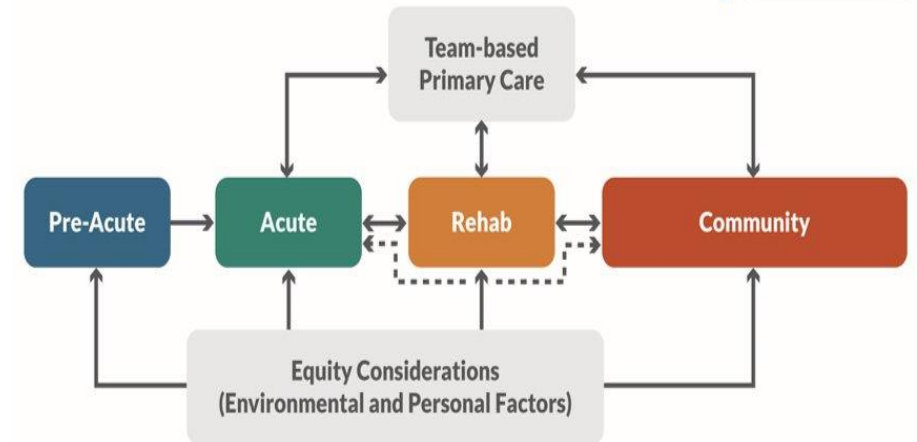 Team-based
Primary Care
Pre-Acute
Acute
Rehab
Community
Equity Considerations
(Environmental and Personal Factors)